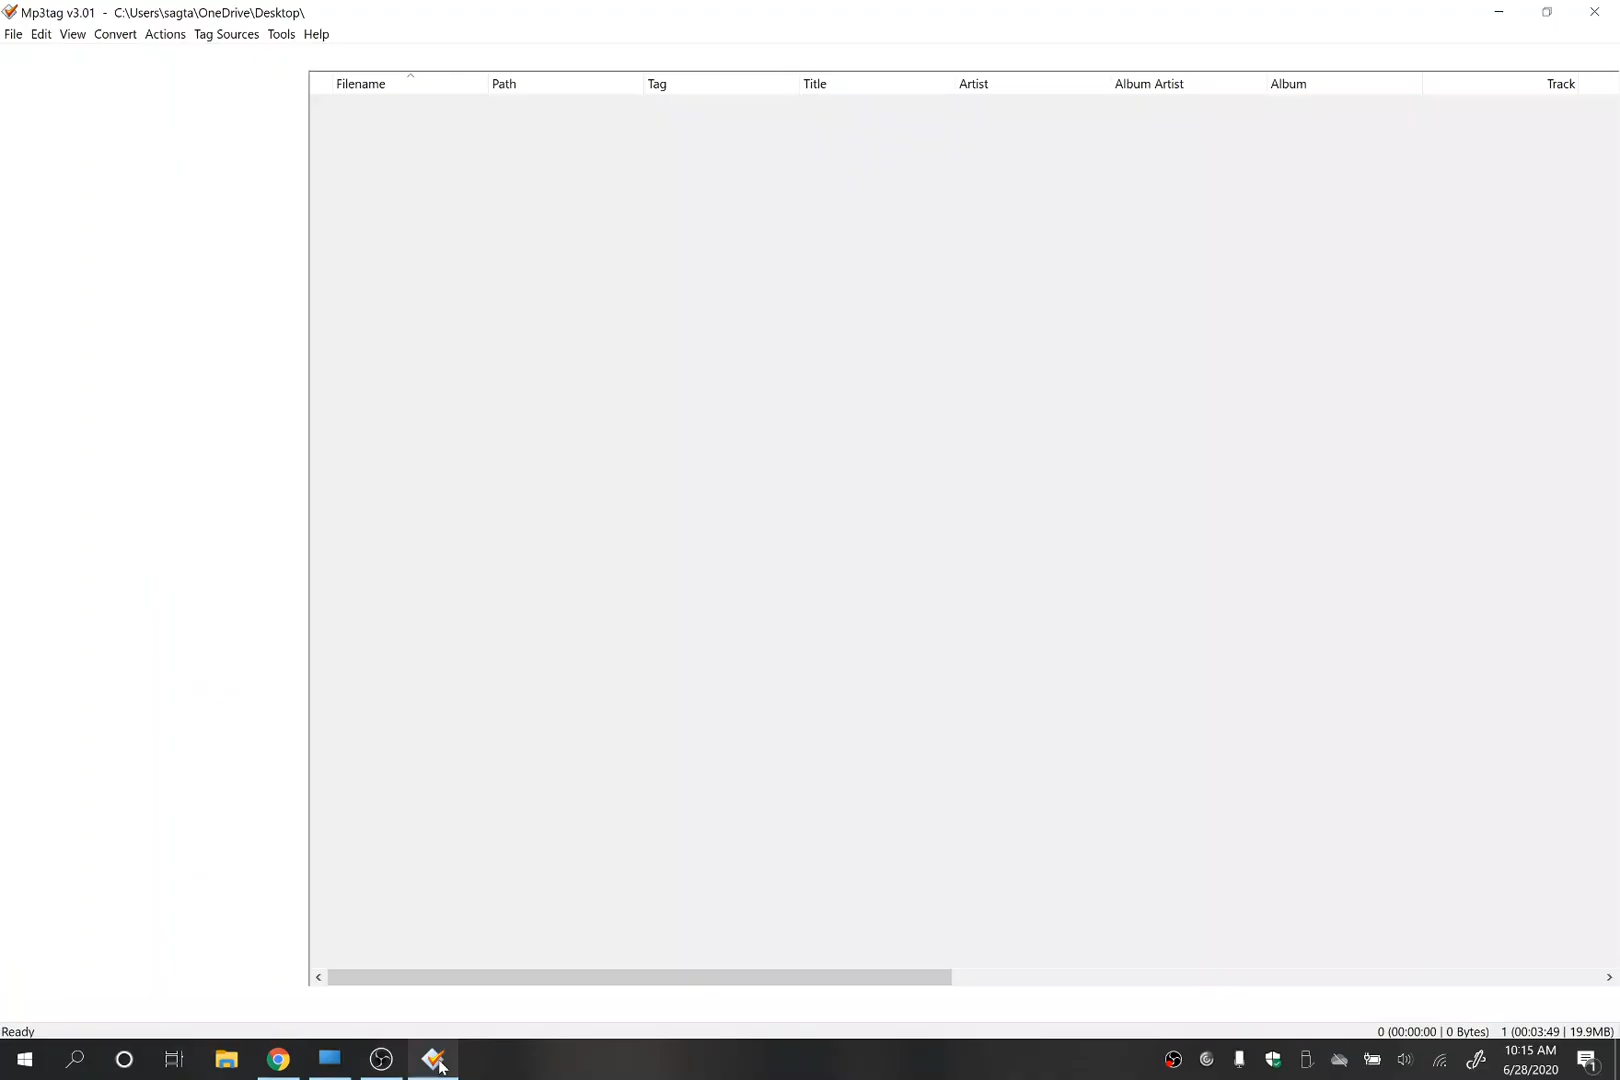 Mp3tag v3.01 - C:\Users\sagta\OneDrive\Desktop\
File Edit View Convert Actions Tag Sources Tools Help
Filename Path Tag Title Artist Album Artist Album Track
Ready 0 (00:00:00 | 0 Bytes) 1 (00:03:49 | 19.9MB)
10:15 AM
6/28/2020
1